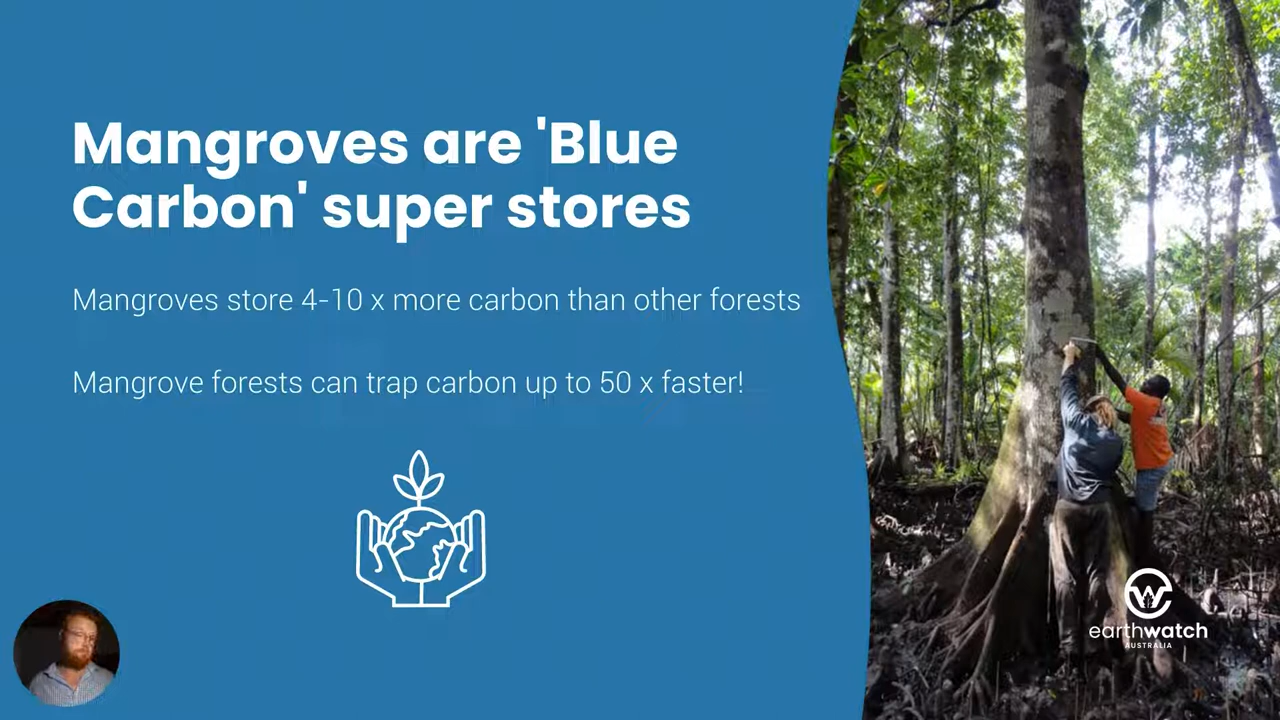 Mangroves are 'Blue
Carbon' super stores
Mangroves store 4-10 x more carbon than other forests
Mangrove forests can trap carbon up to 50 x faster!
earthwatch
AUSTRALIA